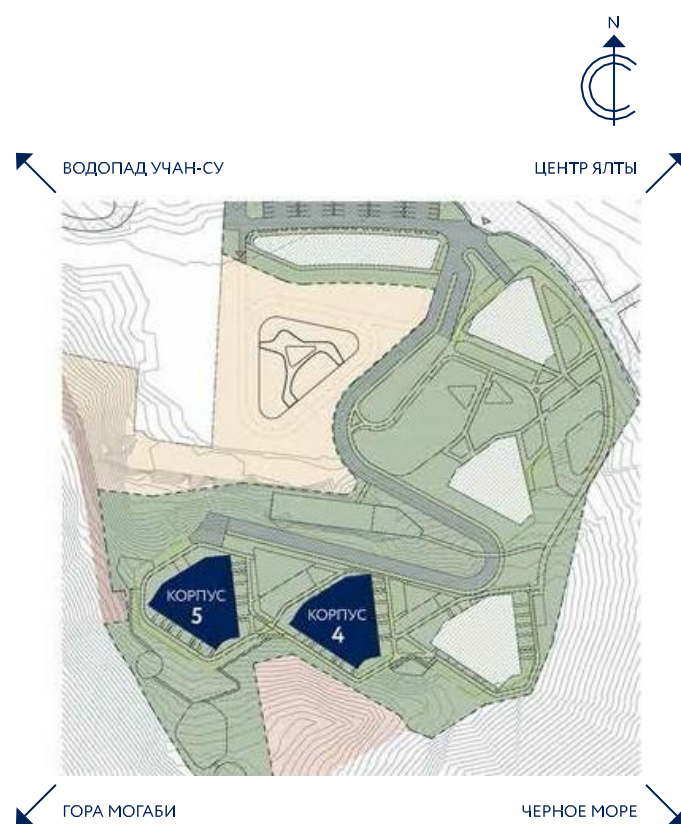 N
ВОДОПАД УЧАН-СУ
ЦЕНТР ЯЛТЫ
КОРПУС
5
КОРПУС
4
ГОРА МОГАБИ
ЧЕРНОЕ МОРЕ